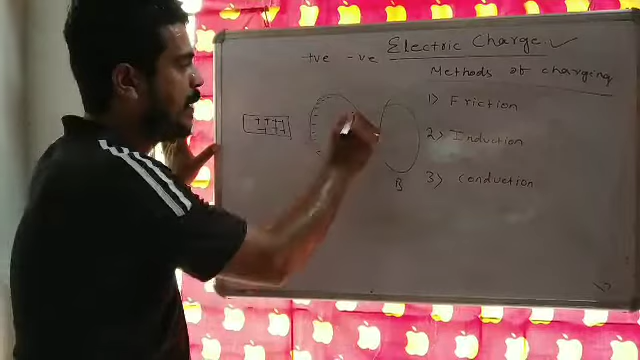 +ve -ve Electric Charge
Methods of charging
1) Friction
2) Induction
3) Conduction
B